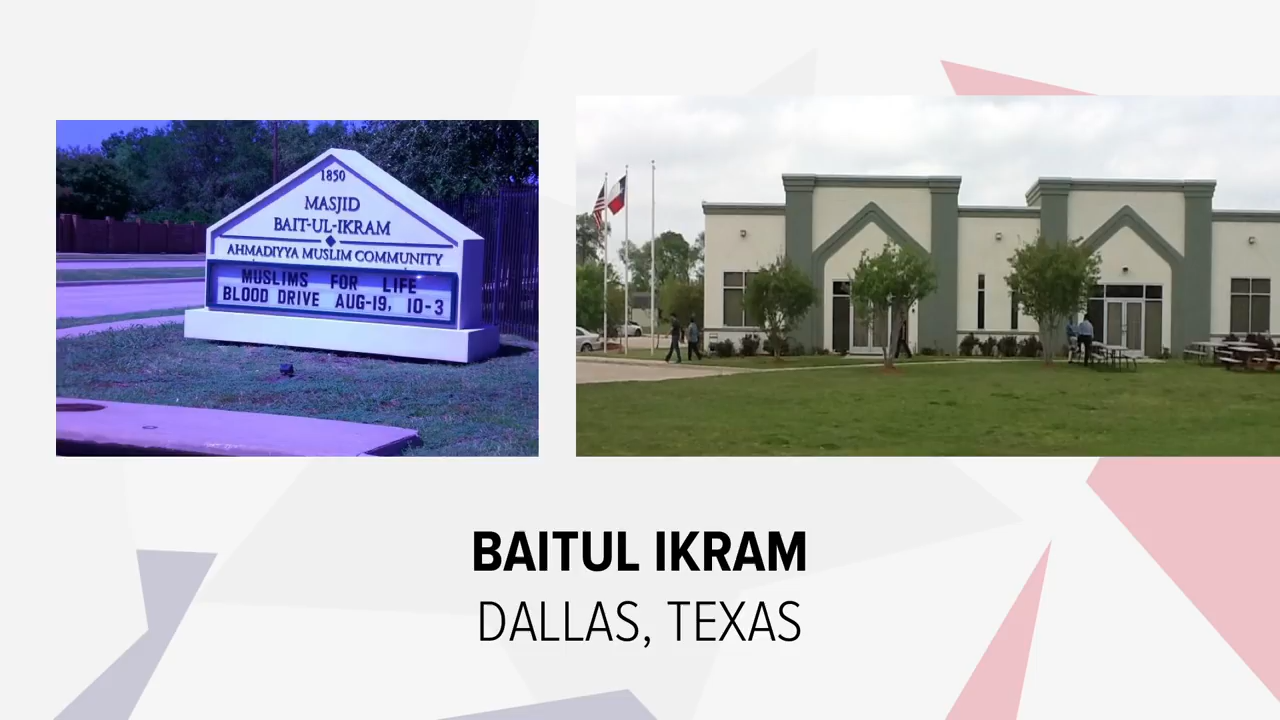 1850
MASJID
BAIT-UL-IKRAM
AHMADIYYA MUSLIM COMMUNITY
MUSLIMS FOR LIFE
BLOOD DRIVE AUG-19, 10-3
BAITUL IKRAM
DALLAS, TEXAS